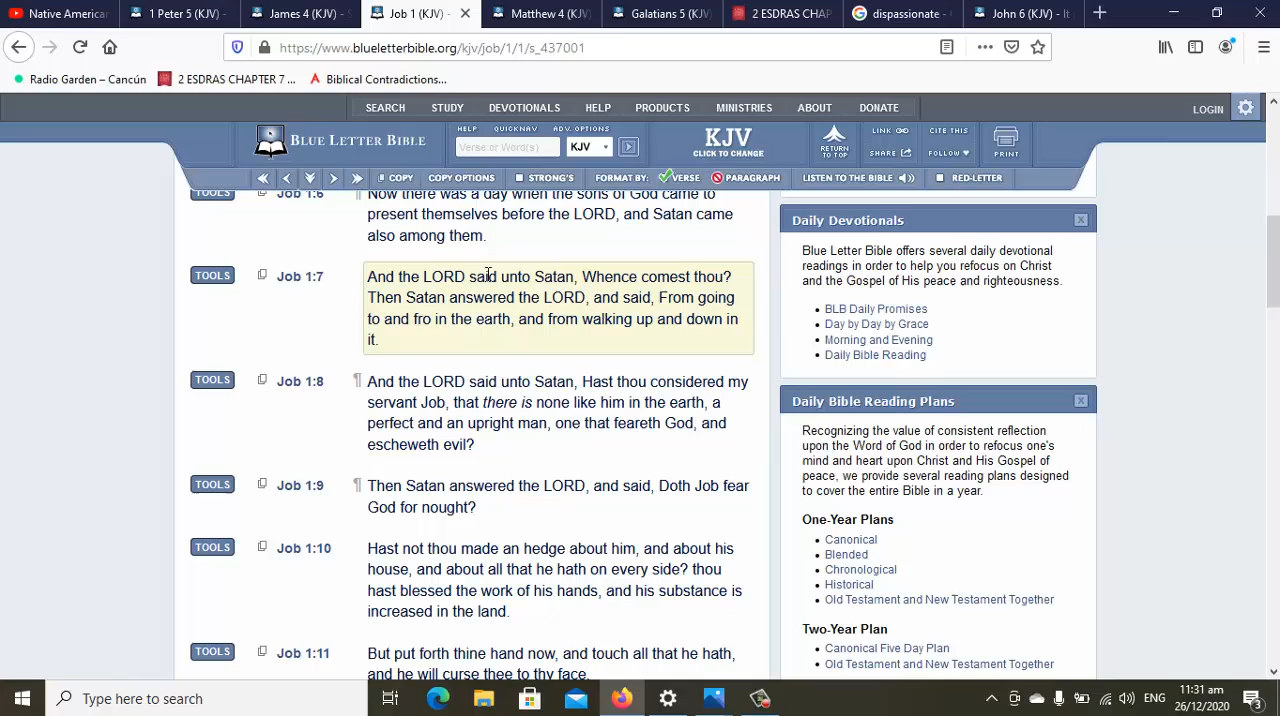 Native American
1 Peter 5 (KJV) -
James 4 (KJV) - S
Job 1 (KJV) -
Matthew 4 (KJV)
Galatians 5 (KJV)
2 ESDRAS CHAP
dispassionate -
John 6 (KJV) - It
https://www.blueletterbible.org/kjv/job/1/1/s_437001
Radio Garden – Cancún
2 ESDRAS CHAPTER 7 ...
Biblical Contradictions...
SEARCH STUDY DEVOTIONALS HELP PRODUCTS MINISTRIES ABOUT DONATE
LOGIN
BLUE LETTER BIBLE
HELP QUICKNAV ADV. OPTIONS
Verse or Word(s) KJV
KJV
CLICK TO CHANGE
RETURN
TO TOP
LINK CITE THIS
SHARE FOLLOW
PRINT
COPY COPY OPTIONS STRONG'S FORMAT BY: VERSE PARAGRAPH LISTEN TO THE BIBLE RED-LETTER
TOOLS Job 1:6 ¶ Now there was a day when the sons of God came to
present themselves before the LORD, and Satan came
also among them.
TOOLS Job 1:7 And the LORD said unto Satan, Whence comest thou?
Then Satan answered the LORD, and said, From going
to and fro in the earth, and from walking up and down in
it.
TOOLS Job 1:8 ¶ And the LORD said unto Satan, Hast thou considered my
servant Job, that there is none like him in the earth, a
perfect and an upright man, one that feareth God, and
escheweth evil?
TOOLS Job 1:9 ¶ Then Satan answered the LORD, and said, Doth Job fear
God for nought?
TOOLS Job 1:10 Hast not thou made an hedge about him, and about his
house, and about all that he hath on every side? thou
hast blessed the work of his hands, and his substance is
increased in the land.
TOOLS Job 1:11 But put forth thine hand now, and touch all that he hath,
and he will curse thee to thy face.
Daily Devotionals
Blue Letter Bible offers several daily devotional
readings in order to help you refocus on Christ
and the Gospel of His peace and righteousness.
BLB Daily Promises
Day by Day by Grace
Morning and Evening
Daily Bible Reading
Daily Bible Reading Plans
Recognizing the value of consistent reflection
upon the Word of God in order to refocus one's
mind and heart upon Christ and His Gospel of
peace, we provide several reading plans designed
to cover the entire Bible in a year.
One-Year Plans
Canonical
Blended
Chronological
Historical
Old Testament and New Testament Together
Two-Year Plan
Canonical Five Day Plan
Old Testament and New Testament Together
Type here to search
ENG
11:31 am
26/12/2020
3